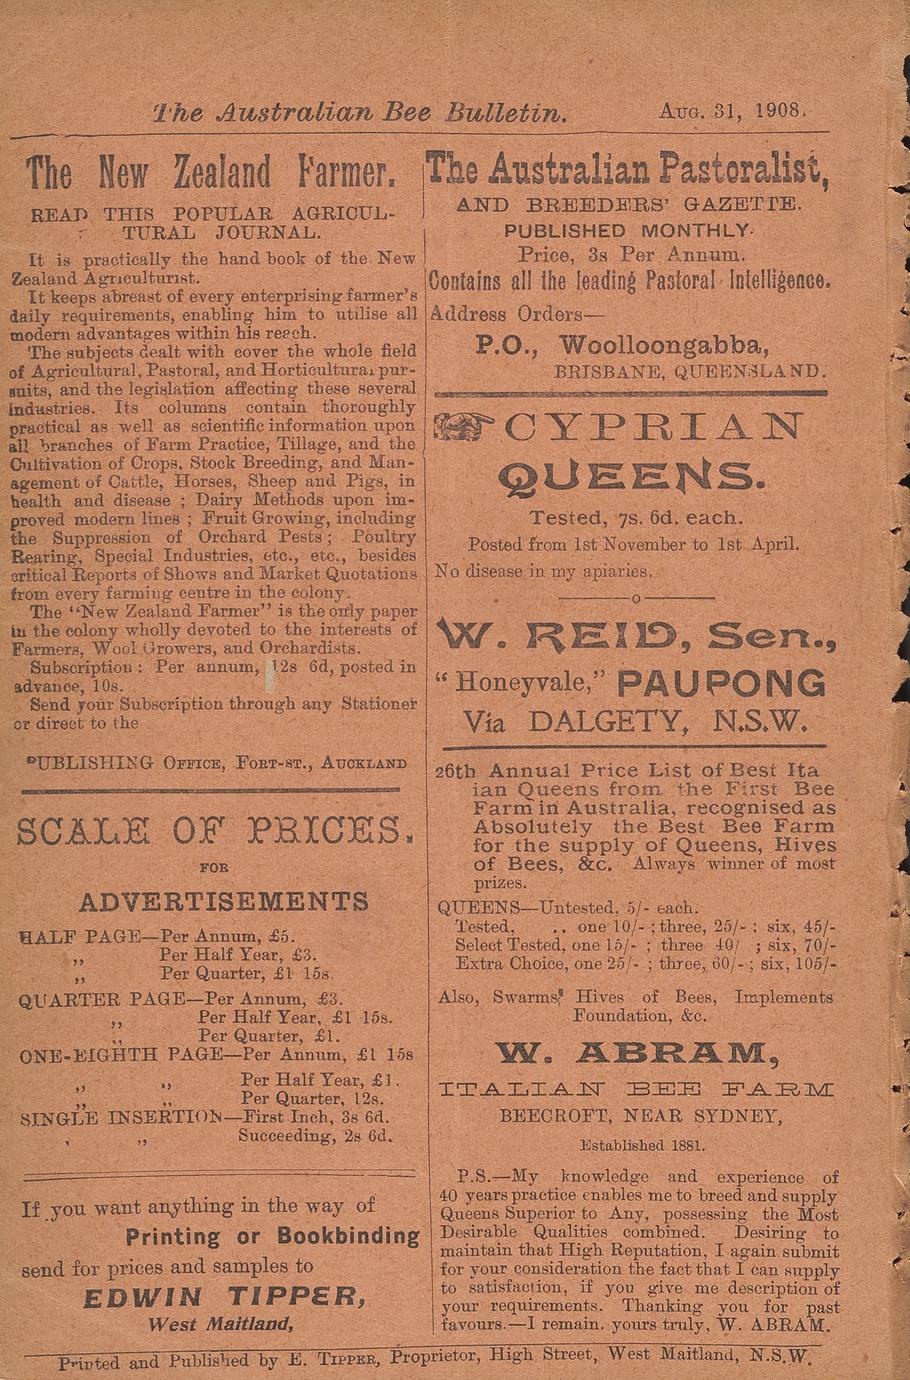 The Australian Bee Bulletin. AUG. 31, 1908.
The New Zealand Farmer.
READ THIS POPULAR AGRICUL-
TURAL JOURNAL.
It is practically the hand book of the New
Zealand Agriculturist.
It keeps abreast of every enterprising farmer's
daily requirements, enabling him to utilise all
modern advantages within his reach.
The subjects dealt with cover the whole field
of Agricultural, Pastoral, and Horticultural pur-
suits, and the legislation affecting these several
industries. Its columns contain thoroughly
practical as well as scientific information upon
all branches of Farm Practice, Tillage, and the
Cultivation of Crops, Stock Breeding, and Man-
agement of Cattle, Horses, Sheep and Pigs, in
health and disease ; Dairy Methods upon im-
proved modern lines ; Fruit Growing, including
the Suppression of Orchard Pests ; Poultry
Rearing, Special Industries, etc., etc., besides
critical Reports of Shows and Market Quotations
from every farming centre in the colony.
The "New Zealand Farmer" is the only paper
in the colony wholly devoted to the interests of
Farmers, Wool Growers, and Orchardists.
Subscription : Per annum, 12s 6d, posted in
advance, 10s.
Send your Subscription through any Stationer
or direct to the
PUBLISHING OFFICE, FORT-ST., AUCKLAND
SCALE OF PRICES.
FOR
ADVERTISEMENTS
HALF PAGE—Per Annum, £5.
,, Per Half Year, £3.
,, Per Quarter, £1 15s.
QUARTER PAGE—Per Annum, £3.
,, Per Half Year, £1 15s.
,, Per Quarter, £1.
ONE-EIGHTH PAGE—Per Annum, £1 15s
,, ,, Per Half Year, £1.
,, ,, Per Quarter, 12s.
SINGLE INSERTION—First Inch, 3s 6d.
, ,, Succeeding, 2s 6d.
If you want anything in the way of
Printing or Bookbinding
send for prices and samples to
EDWIN TIPPER,
West Maitland,
The Australian Pastoralist,
AND BREEDERS' GAZETTE.
PUBLISHED MONTHLY.
Price, 3s Per Annum.
Contains all the leading Pastoral Intelligence.
Address Orders—
P.O., Woolloongabba,
BRISBANE, QUEENSLAND.
CYPRIAN
QUEENS.
Tested, 7s. 6d. each.
Posted from 1st November to 1st April.
No disease in my apiaries.
W. REID, Sen.,
"Honeyvale," PAUPONG
Via DALGETY, N.S.W.
26th Annual Price List of Best Ita
ian Queens from the First Bee
Farm in Australia, recognised as
Absolutely the Best Bee Farm
for the supply of Queens, Hives
of Bees, &c. Always winner of most
prizes.
QUEENS—Untested, 5/- each.
Tested, .. one 10/- ; three, 25/- ; six, 45/-
Select Tested, one 15/- ; three 40/ ; six, 70/-
Extra Choice, one 25/- ; three, 60/- ; six, 105/-
Also, Swarms, Hives of Bees, Implements
Foundation, &c.
W. ABRAM,
ITALIAN BEE FARM
BEECROFT, NEAR SYDNEY,
Established 1881.
P.S.—My knowledge and experience of
40 years practice enables me to breed and supply
Queens Superior to Any, possessing the Most
Desirable Qualities combined. Desiring to
maintain that High Reputation, I again submit
for your consideration the fact that I can supply
to satisfaction, if you give me description of
your requirements. Thanking you for past
favours.—I remain. yours truly, W. ABRAM.
Printed and Published by E. TIPPER, Proprietor, High Street, West Maitland, N.S.W.